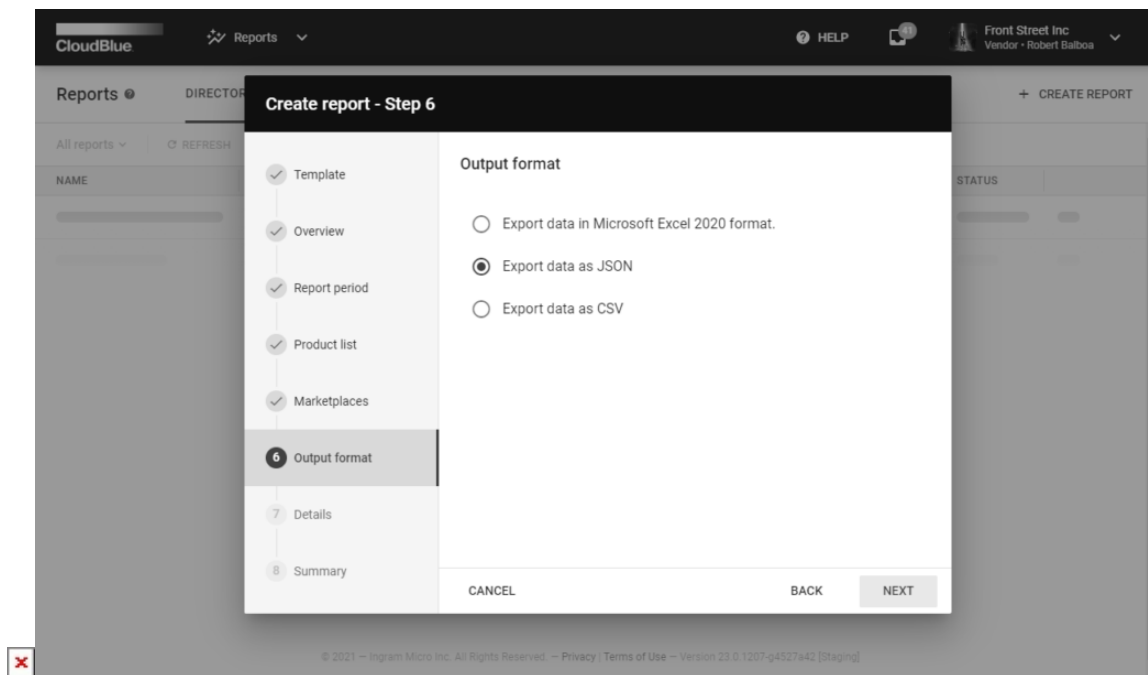 CloudBlue
Reports
HELP
41
Front Street Inc
Vendor • Robert Balboa
Reports
DIRECTOR
+ CREATE REPORT
All reports
REFRESH
NAME
STATUS
Create report - Step 6
Template
Overview
Report period
Product list
Marketplaces
6 Output format
7 Details
8 Summary
Output format
Export data in Microsoft Excel 2020 format.
Export data as JSON
Export data as CSV
CANCEL
BACK
NEXT
© 2021 — Ingram Micro Inc. All Rights Reserved. — Privacy | Terms of Use — Version 23.0.1207-g4527a42 [Staging]